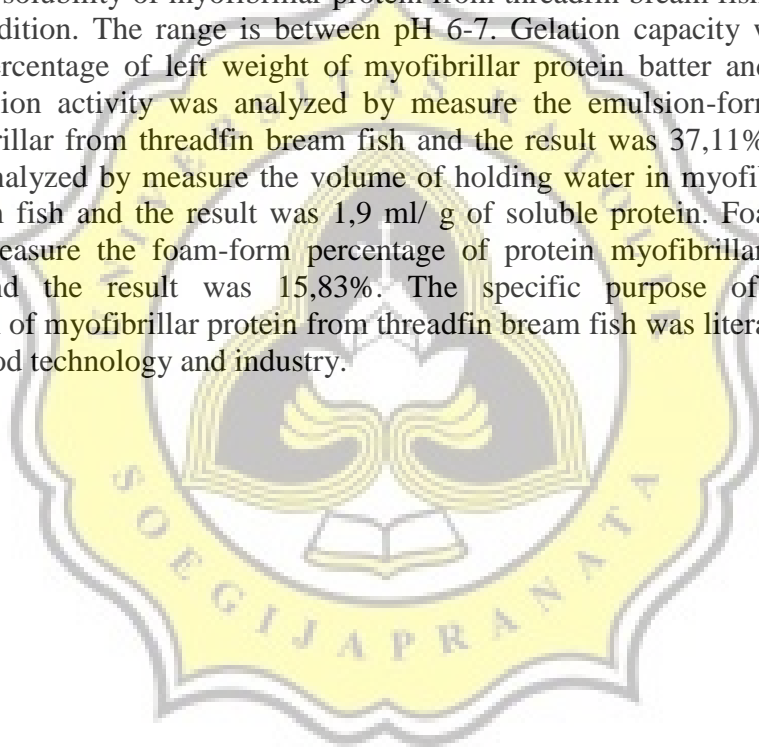 solubility of myofibrillar protein from threadfin bream fish
dition. The range is between pH 6-7. Gelation capacity
ercentage of left weight of myofibrillar protein batter and
ion activity was analyzed by measure the emulsion-form
rillar from threadfin bream fish and the result was 37,11%
nalyzed by measure the volume of holding water in myofi
fish and the result was 1,9 ml/ g of soluble protein. Foa
easure the foam-form percentage of protein myofibrillar
nd the result was 15,83%. The specific purpose of
of myofibrillar protein from threadfin bream fish was litera
od technology and industry.
SOEGIJAPRANATA